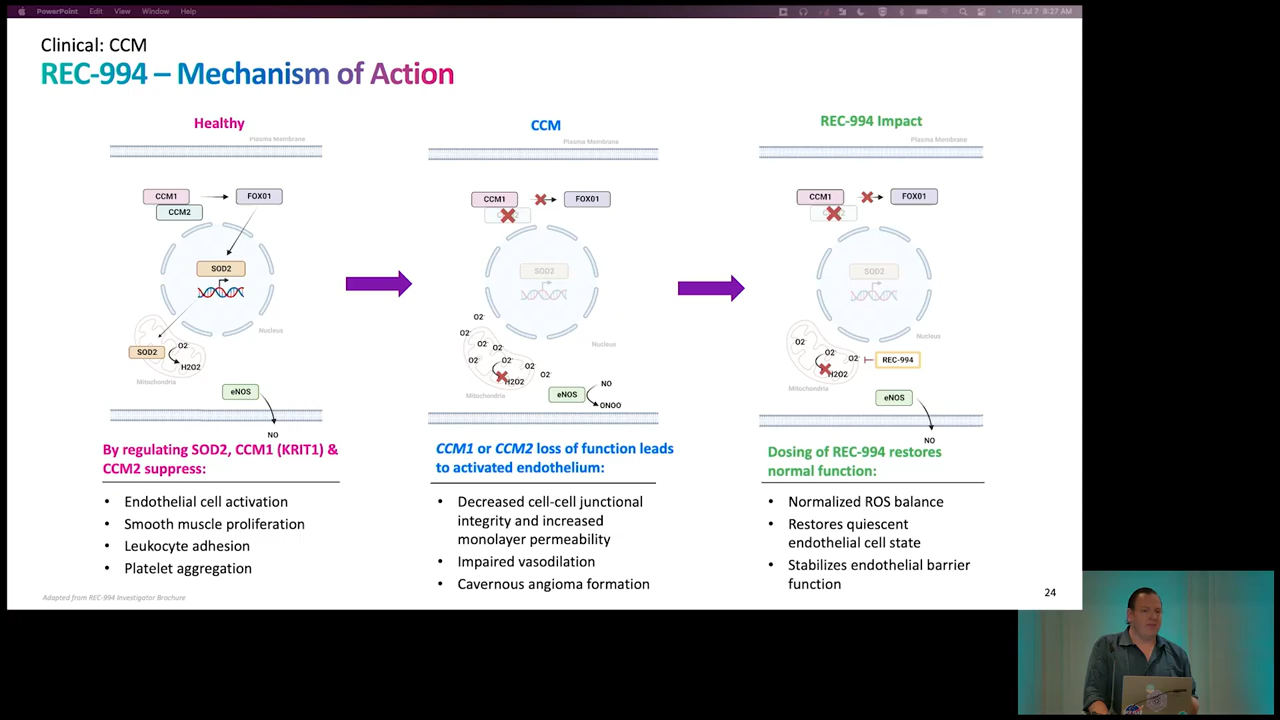 PowerPoint Edit View Window Help
Fri Jul 7 8:27 AM
Clinical: CCM
REC-994 – Mechanism of Action
Healthy
Plasma Membrane
CCM1
FOX01
CCM2
SOD2
Nucleus
SOD2
O2-
H2O2
Mitochondria
eNOS
NO
By regulating SOD2, CCM1 (KRIT1) &
CCM2 suppress:
• Endothelial cell activation
• Smooth muscle proliferation
• Leukocyte adhesion
• Platelet aggregation
CCM
Plasma Membrane
CCM1
FOX01
SOD2
O2-
O2-
O2-
O2-
Nucleus
O2-
O2-
O2-
O2-
H2O2
Mitochondria
eNOS
NO
ONOO-
CCM1 or CCM2 loss of function leads
to activated endothelium:
• Decreased cell-cell junctional
integrity and increased
monolayer permeability
• Impaired vasodilation
• Cavernous angioma formation
REC-994 Impact
Plasma Membrane
CCM1
FOX01
SOD2
Nucleus
O2-
O2-
O2-
REC-994
H2O2
Mitochondria
eNOS
NO
Dosing of REC-994 restores
normal function:
• Normalized ROS balance
• Restores quiescent
endothelial cell state
• Stabilizes endothelial barrier
function
Adapted from REC-994 Investigator Brochure
24